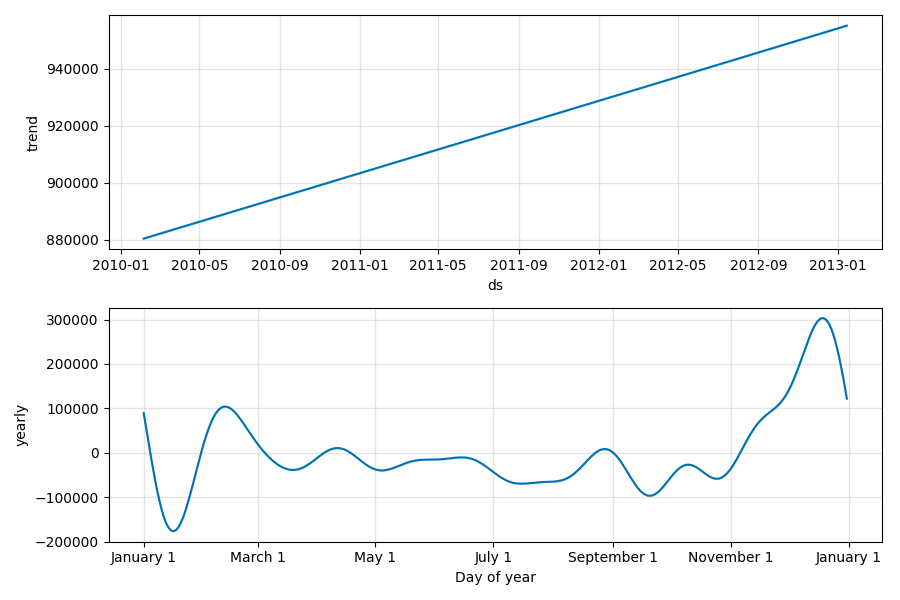 940000
920000
900000
880000
trend
2010-01 2010-05 2010-09 2011-01 2011-05 2011-09 2012-01 2012-05 2012-09 2013-01
ds
300000
200000
100000
0
−100000
−200000
yearly
January 1 March 1 May 1 July 1 September 1 November 1 January 1
Day of year